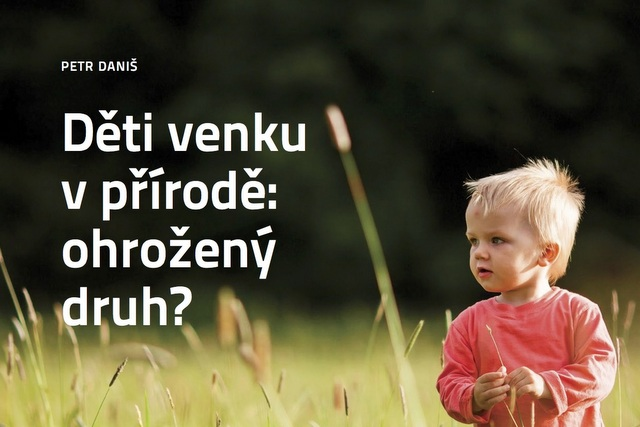 PETR DANIŠ
Děti venku
v přírodě:
ohrožený
druh?